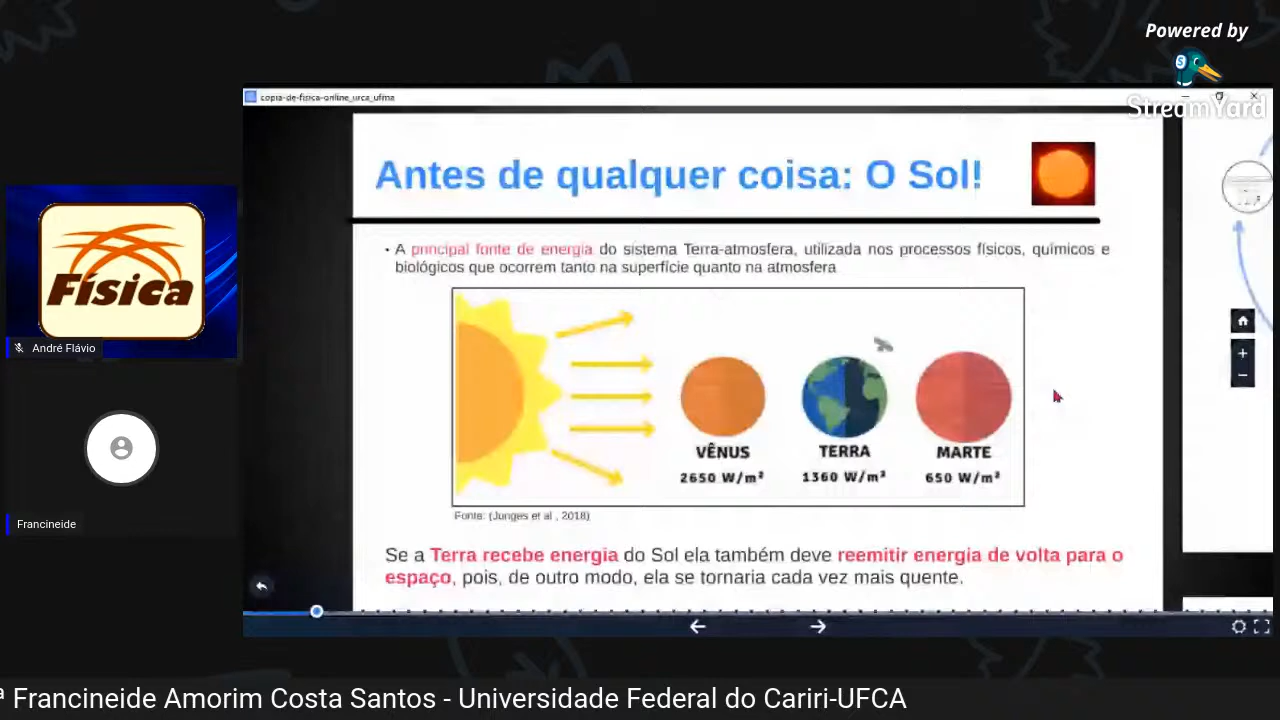 Powered by
StreamYard
copia-de-fisica-online_urca_ufma
Antes de qualquer coisa: O Sol!
• A principal fonte de energia do sistema Terra-atmosfera, utilizada nos processos físicos, químicos e
biológicos que ocorrem tanto na superfície quanto na atmosfera
VÊNUS
2650 W/m²
TERRA
1360 W/m²
MARTE
650 W/m²
Fonte: (Junges et al., 2018)
Se a Terra recebe energia do Sol ela também deve reemitir energia de volta para o
espaço, pois, de outro modo, ela se tornaria cada vez mais quente.
Física
André Flávio
Francineide
ª Francineide Amorim Costa Santos - Universidade Federal do Cariri-UFCA